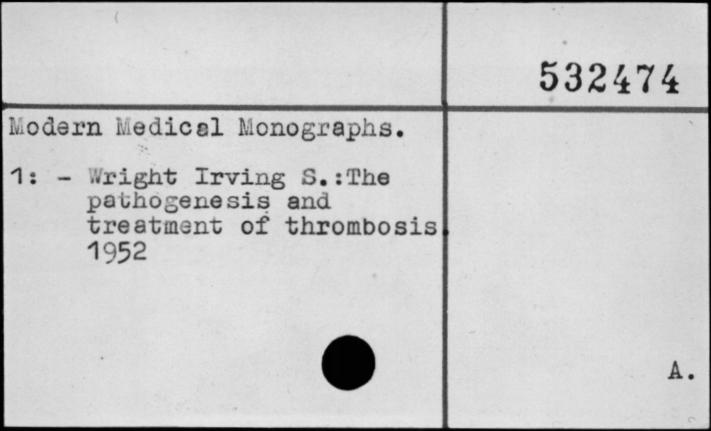 532474
Modern Medical Monographs.
1: - Wright Irving S.:The
pathogenesis and
treatment of thrombosis.
1952
A.